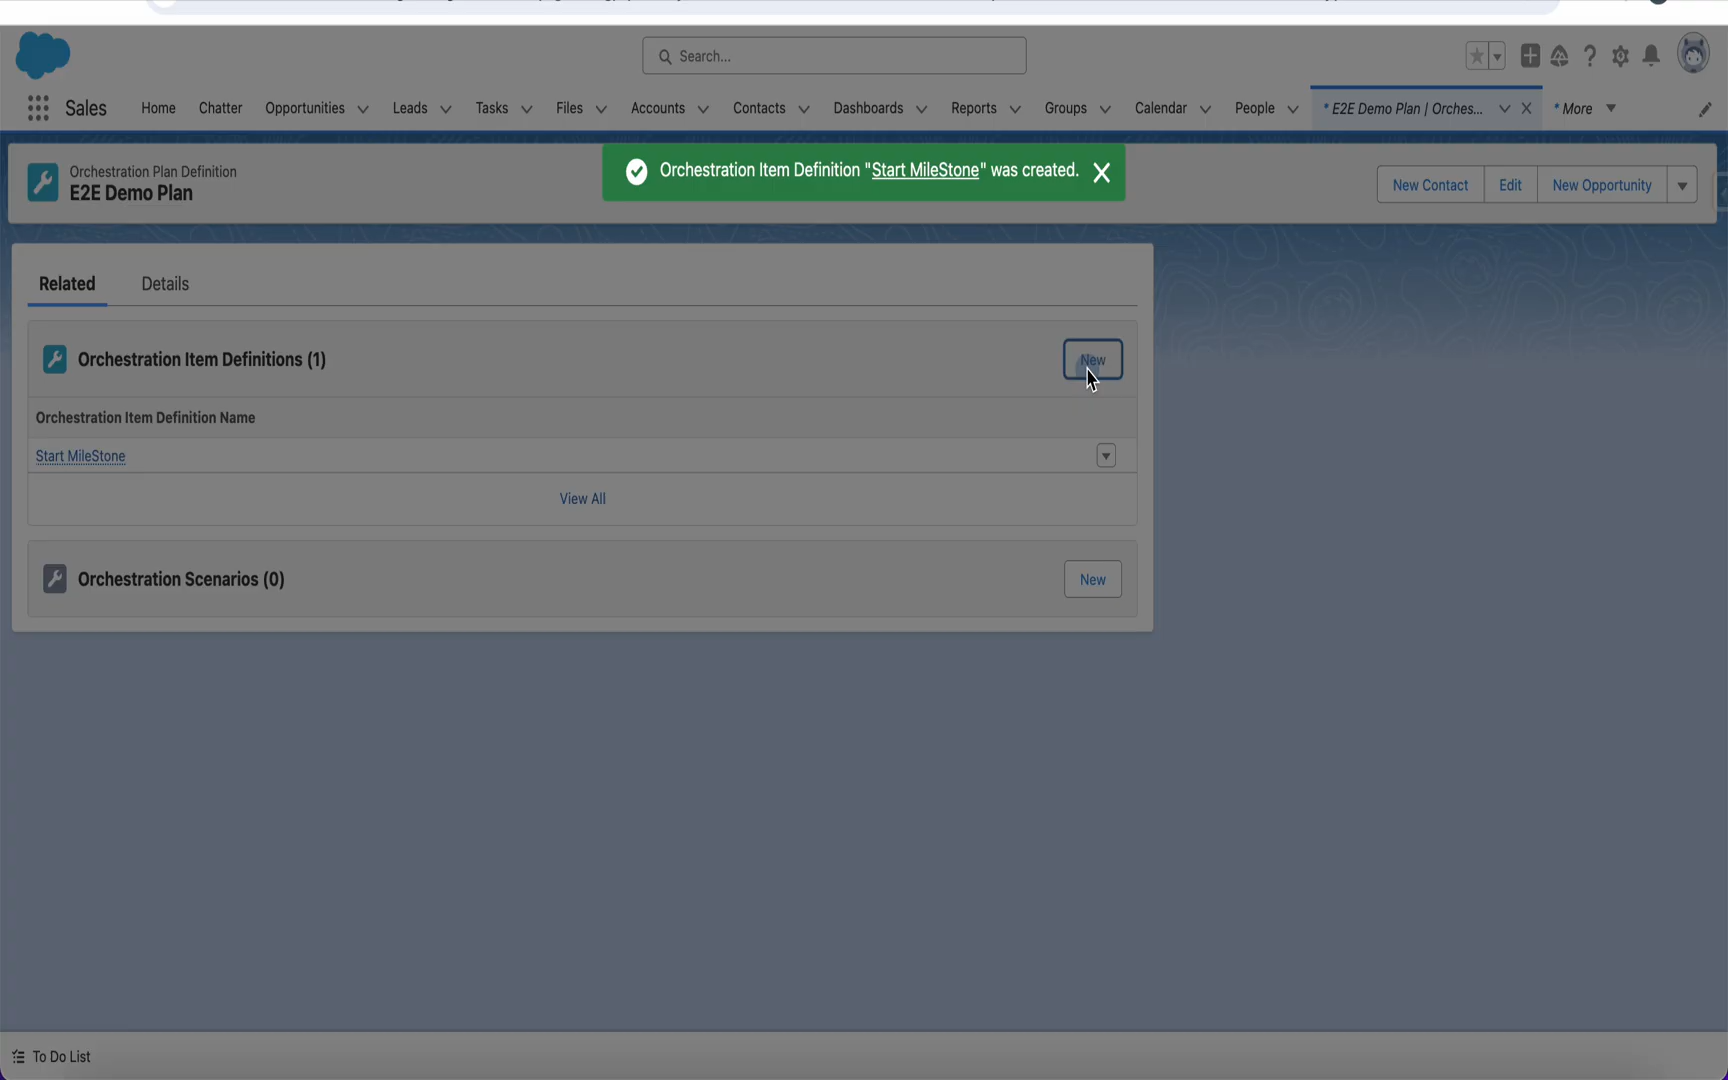 Search...
Sales
Home
Chatter
Opportunities
Leads
Tasks
Files
Accounts
Contacts
Dashboards
Reports
Groups
Calendar
People
* E2E Demo Plan | Orches...
* More
Orchestration Plan Definition
E2E Demo Plan
Orchestration Item Definition "Start MileStone" was created.
New Contact
Edit
New Opportunity
Related
Details
Orchestration Item Definitions (1)
New
Orchestration Item Definition Name
Start MileStone
View All
Orchestration Scenarios (0)
New
To Do List